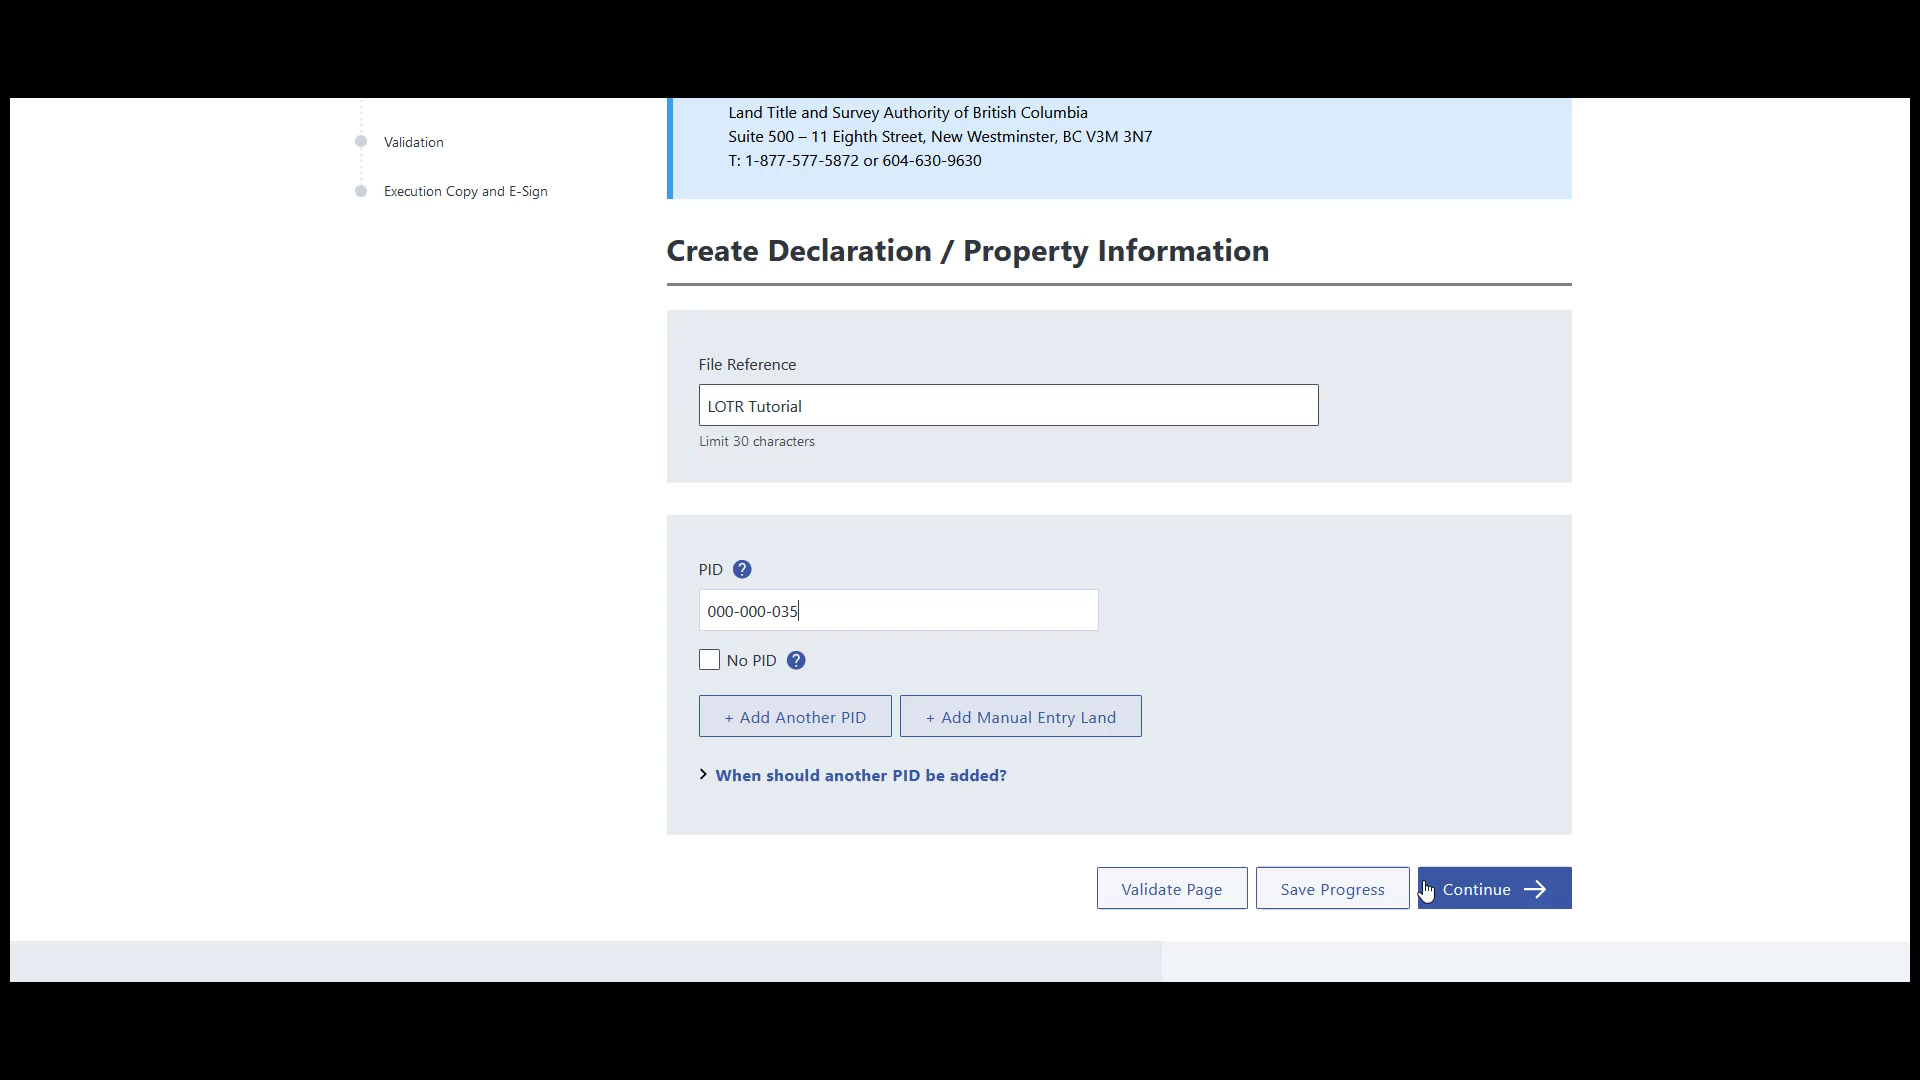 Land Title and Survey Authority of British Columbia
Suite 500 – 11 Eighth Street, New Westminster, BC V3M 3N7
T: 1-877-577-5872 or 604-630-9630
Validation
Execution Copy and E-Sign
Create Declaration / Property Information
File Reference
LOTR Tutorial
Limit 30 characters
PID ?
000-000-035
No PID ?
+ Add Another PID
+ Add Manual Entry Land
When should another PID be added?
Validate Page
Save Progress
Continue